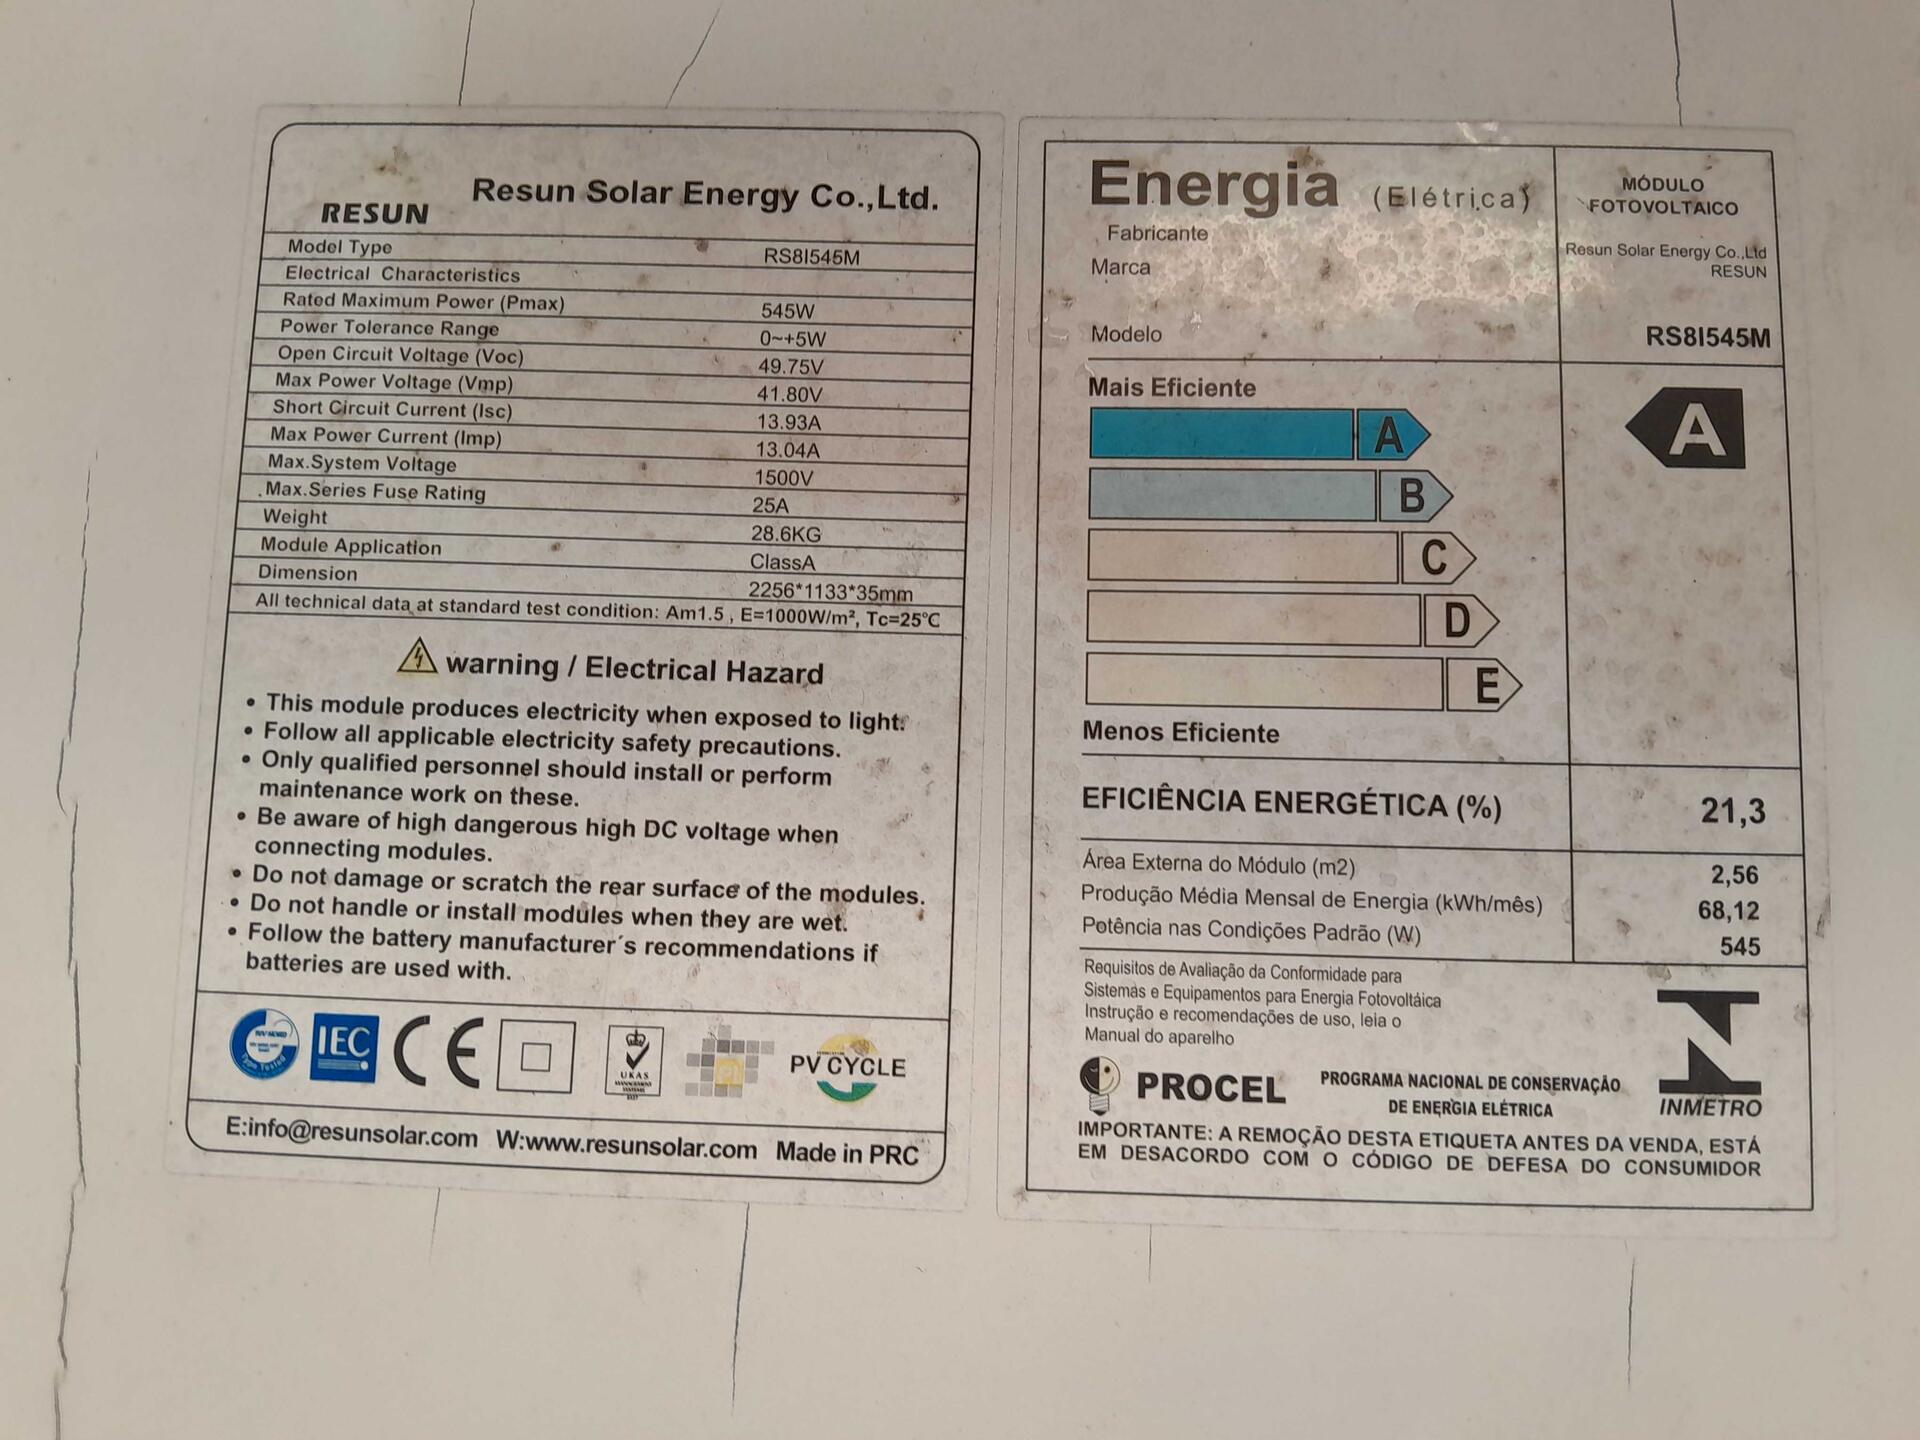 RESUN
Resun Solar Energy Co.,Ltd.
Model Type RS8I545M
Electrical Characteristics
Rated Maximum Power (Pmax) 545W
Power Tolerance Range 0~+5W
Open Circuit Voltage (Voc) 49.75V
Max Power Voltage (Vmp) 41.80V
Short Circuit Current (Isc) 13.93A
Max Power Current (Imp) 13.04A
Max.System Voltage 1500V
Max.Series Fuse Rating 25A
Weight 28.6KG
Module Application ClassA
Dimension 2256*1133*35mm
All technical data at standard test condition: Am1.5 , E=1000W/m², Tc=25℃
warning / Electrical Hazard
• This module produces electricity when exposed to light.
• Follow all applicable electricity safety precautions.
• Only qualified personnel should install or perform
maintenance work on these.
• Be aware of high dangerous high DC voltage when
connecting modules.
• Do not damage or scratch the rear surface of the modules.
• Do not handle or install modules when they are wet.
• Follow the battery manufacturer´s recommendations if
batteries are used with.
Type Tested
IEC
CE
UKAS
MANAGEMENT
SYSTEMS
PV CYCLE
E:info@resunsolar.com W:www.resunsolar.com Made in PRC
Energia (Elétrica)
MÓDULO
FOTOVOLTAICO
Fabricante Resun Solar Energy Co.,Ltd
Marca RESUN
Modelo RS8I545M
Mais Eficiente
A
A
B
C
D
E
Menos Eficiente
EFICIÊNCIA ENERGÉTICA (%) 21,3
Área Externa do Módulo (m2) 2,56
Produção Média Mensal de Energia (kWh/mês) 68,12
Potência nas Condições Padrão (W) 545
Requisitos de Avaliação da Conformidade para
Sistemas e Equipamentos para Energia Fotovoltáica
Instrução e recomendações de uso, leia o
Manual do aparelho
PROCEL
PROGRAMA NACIONAL DE CONSERVAÇÃO
DE ENERGIA ELÉTRICA
INMETRO
IMPORTANTE: A REMOÇÃO DESTA ETIQUETA ANTES DA VENDA, ESTÁ
EM DESACORDO COM O CÓDIGO DE DEFESA DO CONSUMIDOR